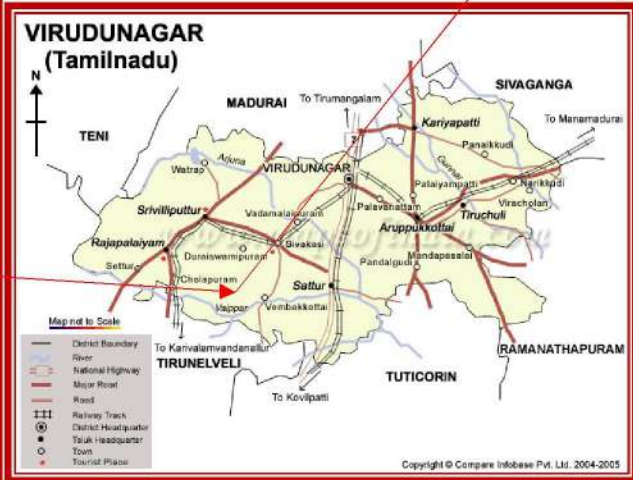 VIRUDUNAGAR
(Tamilnadu)
N
SIVAGANGA
MADURAI
To Tirumangalam
To Manamadurai
TENI
Kariyapatti
Panaikkudi
Arjuna
Watrap
VIRUDUNAGAR
Gunnar
Palaiyampatti
Narikkudi
Srivilliputtur
Vadamalaipuram
Palavanattam
Tiruchuli
Viracholan
Aruppukkottai
Rajapalaiyam
Duraiswamipuram
Sivakasi
Mandapasalai
Settur
Cholapuram
Pandalgudi
Sattur
Vaippar
Vembakkottai
Map not to Scale
District Boundary
River
National Highway
Major Road
Road
Railway Track
District Headquarter
Taluk Headquarter
Town
Tourist Place
To Karivalamvandanallur
TIRUNELVELI
RAMANATHAPURAM
TUTICORIN
To Kovilpatti
Copyright © Compare Infobase Pvt. Ltd. 2004-2005